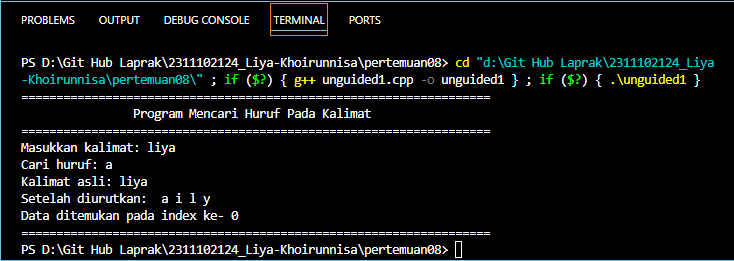 PROBLEMS OUTPUT DEBUG CONSOLE TERMINAL PORTS
PS D:\Git Hub Laprak\2311102124_Liya-Khoirunnisa\pertemuan08> cd "d:\Git Hub Laprak\2311102124_Liya
-Khoirunnisa\pertemuan08\" ; if ($?) { g++ unguided1.cpp -o unguided1 } ; if ($?) { .\unguided1 }
===================================================================
Program Mencari Huruf Pada Kalimat
===================================================================
Masukkan kalimat: liya
Cari huruf: a
Kalimat asli: liya
Setelah diurutkan:  a i l y
Data ditemukan pada index ke- 0
===================================================================
PS D:\Git Hub Laprak\2311102124_Liya-Khoirunnisa\pertemuan08>